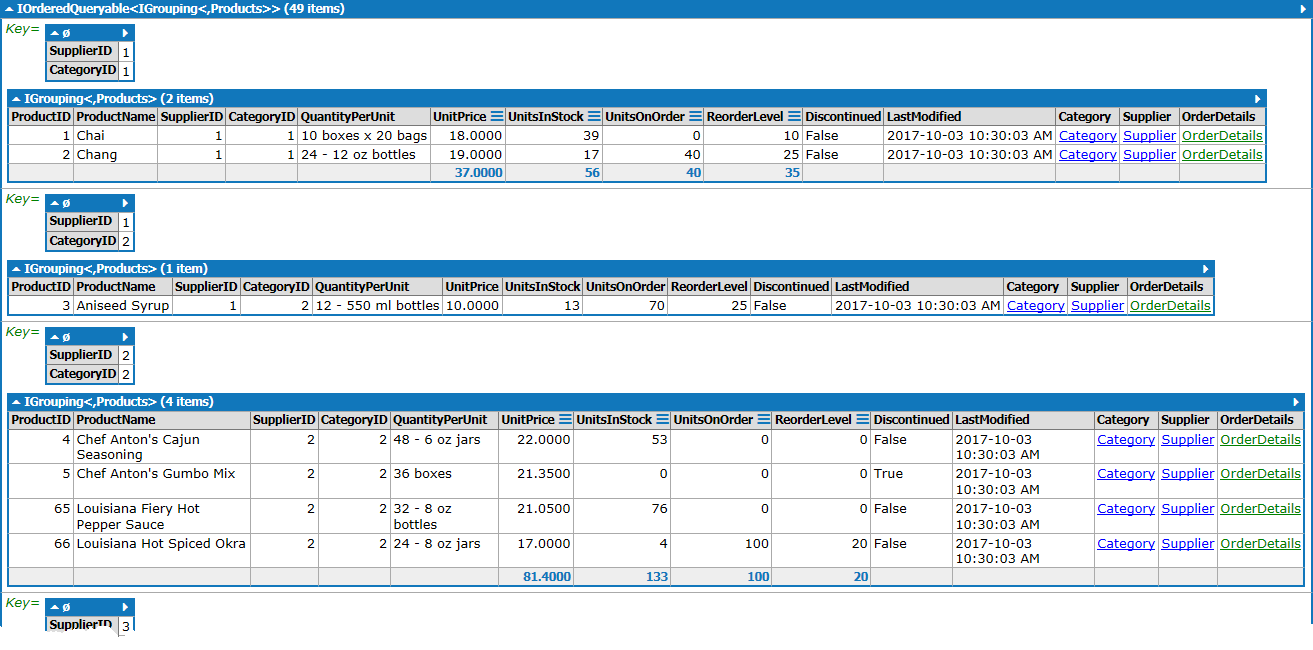 IOrderedQueryable<IGrouping<,Products>> (49 items)
Key=
ø
SupplierID 1
CategoryID 1
IGrouping<,Products> (2 items)
ProductID ProductName SupplierID CategoryID QuantityPerUnit UnitPrice UnitsInStock UnitsOnOrder ReorderLevel Discontinued LastModified Category Supplier OrderDetails
1 Chai 1 1 10 boxes x 20 bags 18.0000 39 0 10 False 2017-10-03 10:30:03 AM Category Supplier OrderDetails
2 Chang 1 1 24 - 12 oz bottles 19.0000 17 40 25 False 2017-10-03 10:30:03 AM Category Supplier OrderDetails
37.0000 56 40 35
Key=
ø
SupplierID 1
CategoryID 2
IGrouping<,Products> (1 item)
ProductID ProductName SupplierID CategoryID QuantityPerUnit UnitPrice UnitsInStock UnitsOnOrder ReorderLevel Discontinued LastModified Category Supplier OrderDetails
3 Aniseed Syrup 1 2 12 - 550 ml bottles 10.0000 13 70 25 False 2017-10-03 10:30:03 AM Category Supplier OrderDetails
Key=
ø
SupplierID 2
CategoryID 2
IGrouping<,Products> (4 items)
ProductID ProductName SupplierID CategoryID QuantityPerUnit UnitPrice UnitsInStock UnitsOnOrder ReorderLevel Discontinued LastModified Category Supplier OrderDetails
4 Chef Anton's Cajun 2 2 48 - 6 oz jars 22.0000 53 0 0 False 2017-10-03 Category Supplier OrderDetails
Seasoning 10:30:03 AM
5 Chef Anton's Gumbo Mix 2 2 36 boxes 21.3500 0 0 0 True 2017-10-03 Category Supplier OrderDetails
10:30:03 AM
65 Louisiana Fiery Hot 2 2 32 - 8 oz 21.0500 76 0 0 False 2017-10-03 Category Supplier OrderDetails
Pepper Sauce bottles 10:30:03 AM
66 Louisiana Hot Spiced Okra 2 2 24 - 8 oz jars 17.0000 4 100 20 False 2017-10-03 Category Supplier OrderDetails
10:30:03 AM
81.4000 133 100 20
Key=
ø
SupplierID 3